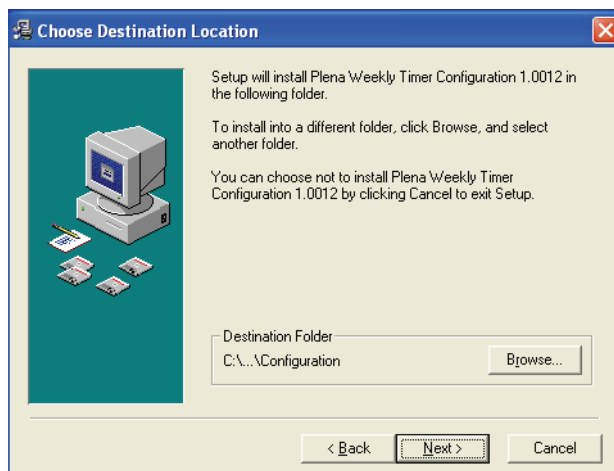 Choose Destination Location
Setup will install Plena Weekly Timer Configuration 1.0012 in
the following folder.
To install into a different folder, click Browse, and select
another folder.
You can choose not to install Plena Weekly Timer
Configuration 1.0012 by clicking Cancel to exit Setup.
Destination Folder
C:\...\Configuration
Browse...
< Back
Next >
Cancel